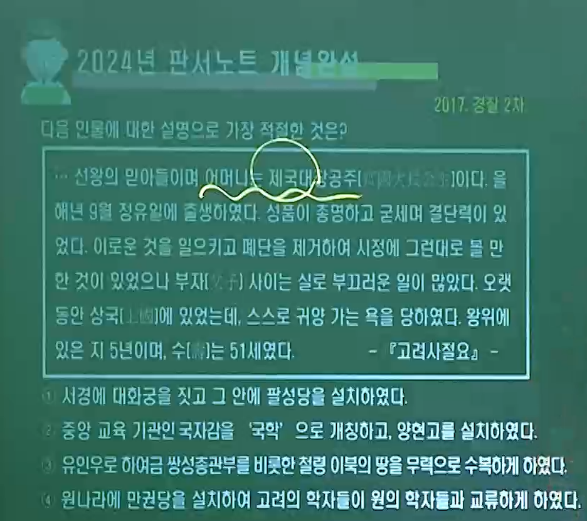 2024년 판서노트 개념완성
2017. 경찰 2차
다음 인물에 대한 설명으로 가장 적절한 것은?
… 선왕의 맏아들이며 어머니는 제국대장공주[]이다. 을
해년 9월 정유일에 출생하였다. 성품이 총명하고 굳세며 결단력이 있
었다. 이로운 것을 일으키고 폐단을 제거하여 시정에 그런대로 볼 만
한 것이 있었으나 부자(父子) 사이는 실로 부끄러운 일이 많았다. 오랫
동안 상국[上國]에 있었는데, 스스로 귀양 가는 욕을 당하였다. 왕위에
있은 지 5년이며, 수[壽]는 51세였다. - 『고려사절요』 -
① 서경에 대화궁을 짓고 그 안에 팔성당을 설치하였다.
② 중앙 교육 기관인 국자감을 ‘국학’으로 개칭하고, 양현고를 설치하였다.
③ 유인우로 하여금 쌍성총관부를 비롯한 철령 이북의 땅을 무력으로 수복하게 하였다.
④ 원나라에 만권당을 설치하여 고려의 학자들이 원의 학자들과 교류하게 하였다.